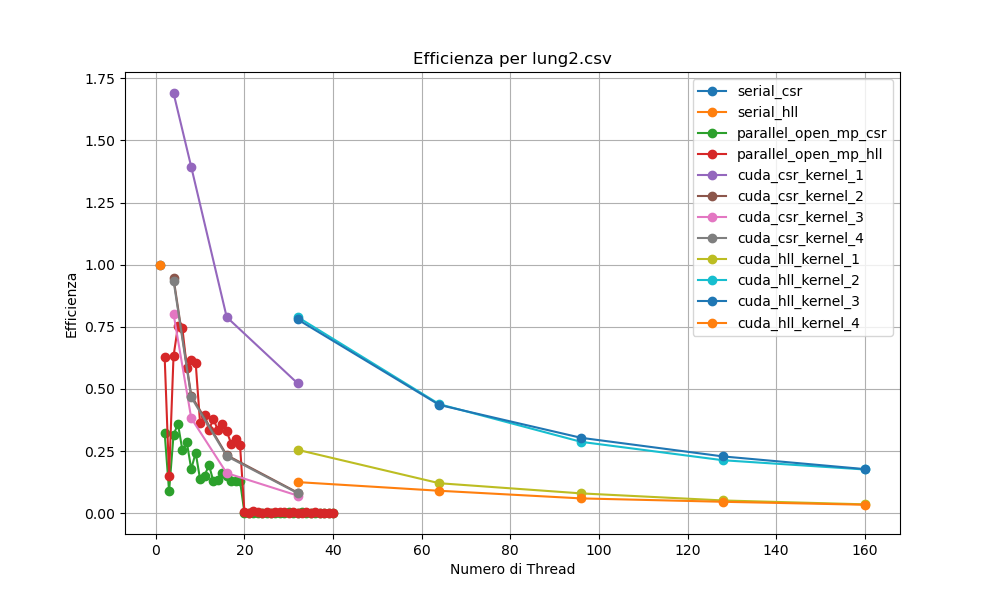 Efficienza per lung2.csv
1.75
1.50
1.25
1.00
0.75
0.50
0.25
0.00
Efficienza
0 20 40 60 80 100 120 140 160
Numero di Thread
serial_csr
serial_hll
parallel_open_mp_csr
parallel_open_mp_hll
cuda_csr_kernel_1
cuda_csr_kernel_2
cuda_csr_kernel_3
cuda_csr_kernel_4
cuda_hll_kernel_1
cuda_hll_kernel_2
cuda_hll_kernel_3
cuda_hll_kernel_4